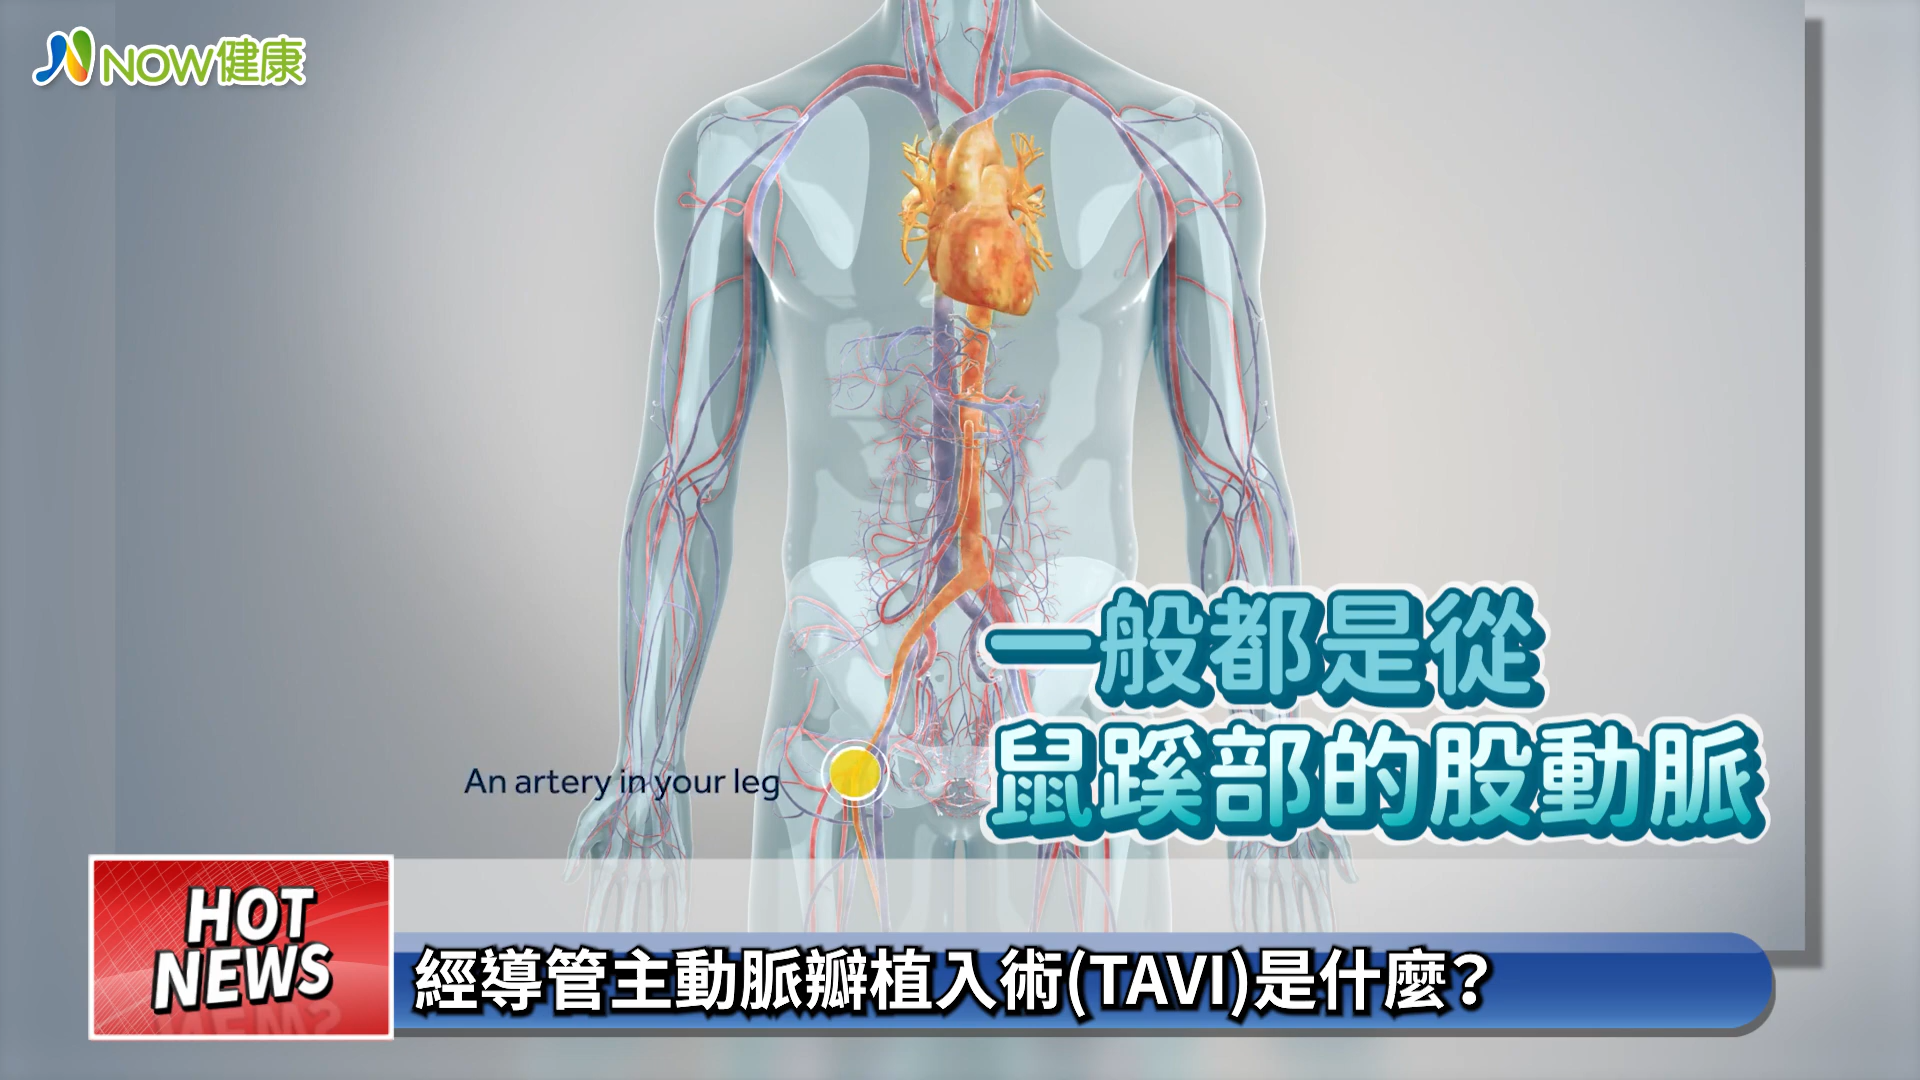 NOW健康
一般都是從
鼠蹊部的股動脈
An artery in your leg
HOT
NEWS
經導管主動脈瓣植入術(TAVI)是什麼?